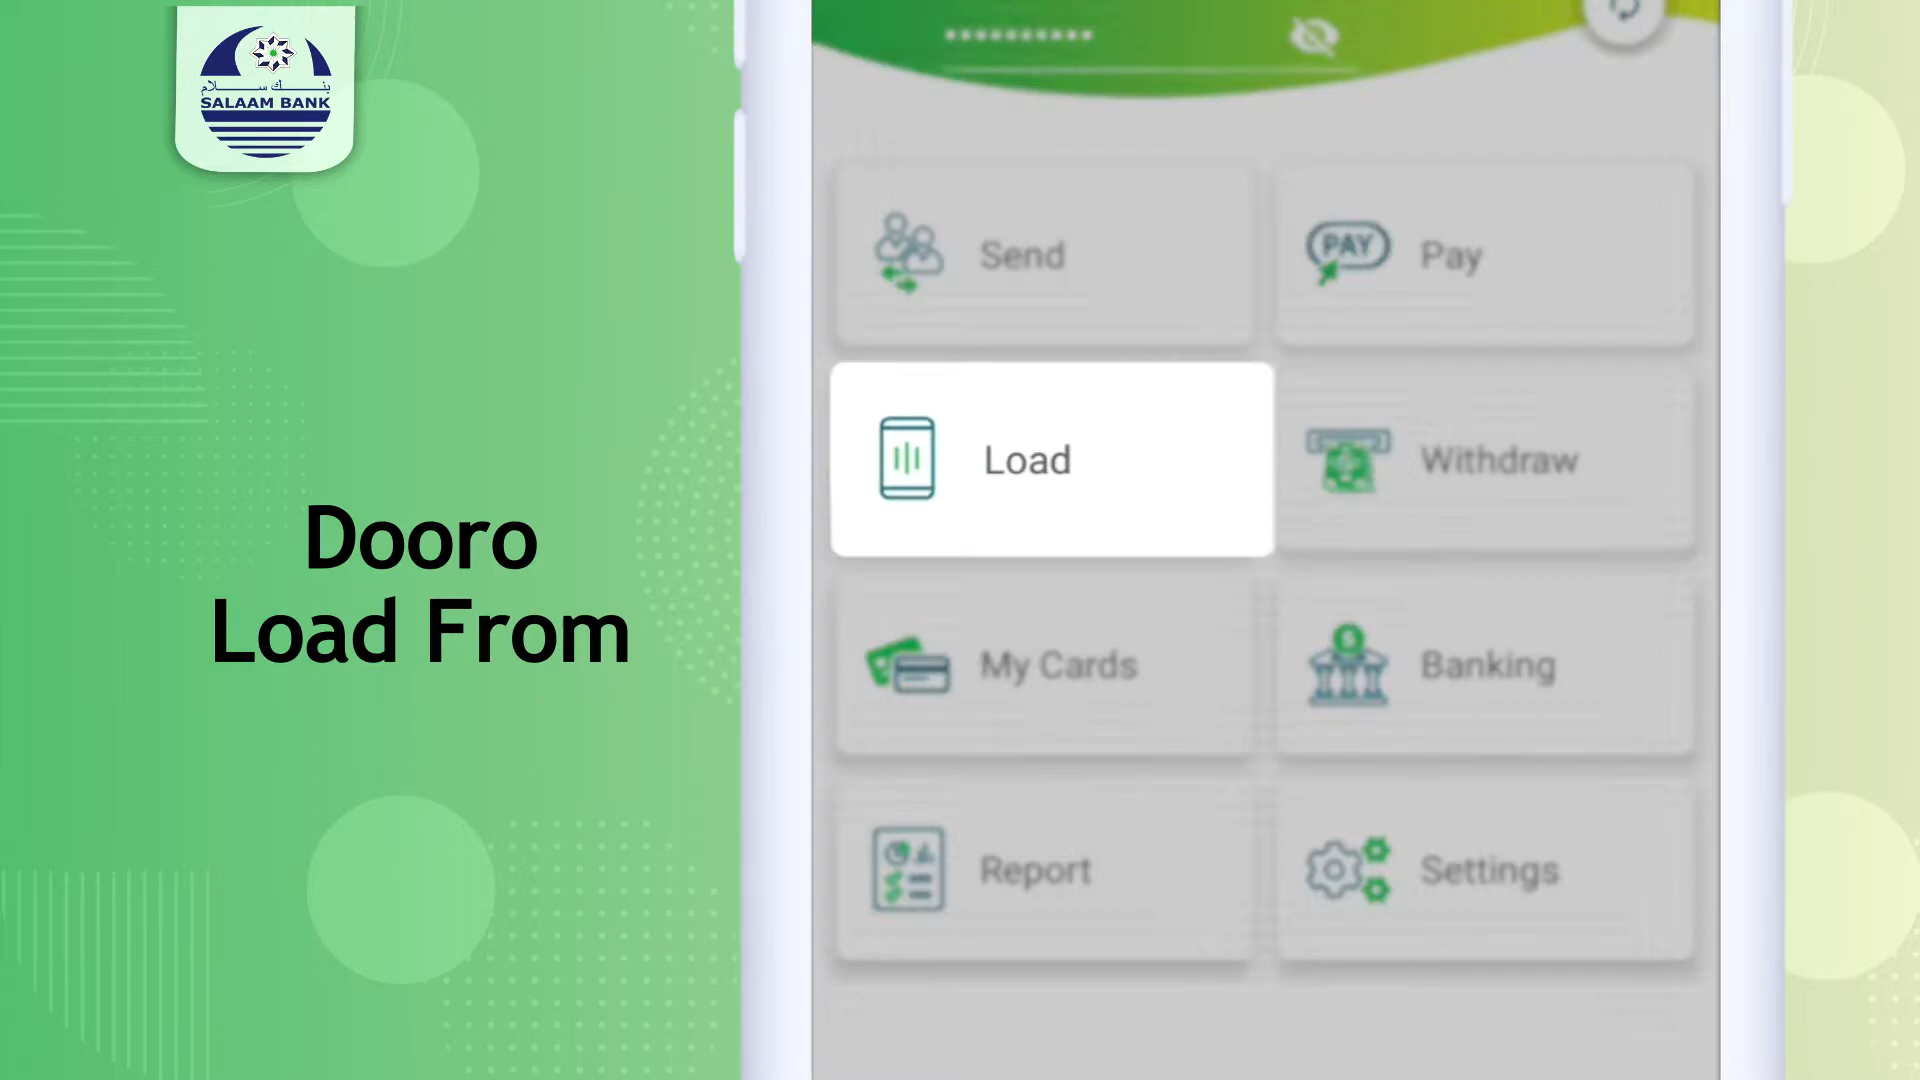 بنك سلام
SALAAM BANK
Dooro
Load From
Send
PAY
Pay
Load
Withdraw
My Cards
Banking
Report
Settings